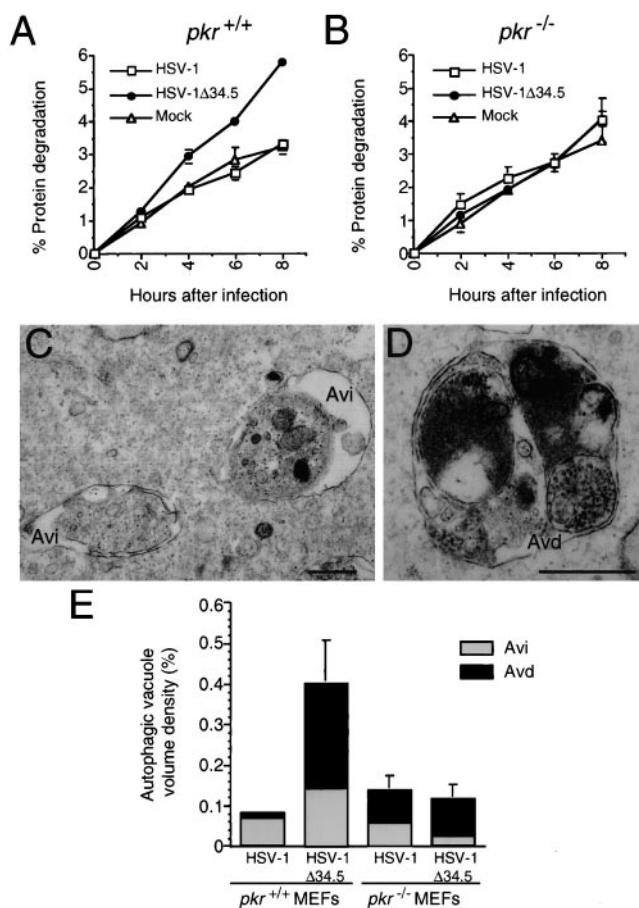 A
pkr +/+
6
5
4
3
2
1
0
% Protein degradation
HSV-1
HSV-1Δ34.5
Mock
0
2
4
6
8
Hours after infection
B
pkr -/-
6
5
4
3
2
1
0
% Protein degradation
HSV-1
HSV-1Δ34.5
Mock
0
2
4
6
8
Hours after infection
C
Avi
Avi
D
Avd
E
0.6
0.5
0.4
0.3
0.2
0.1
0
Autophagic vacuole
volume density (%)
Avi
Avd
HSV-1
HSV-1
Δ34.5
HSV-1
HSV-1
Δ34.5
pkr +/+ MEFs
pkr -/- MEFs